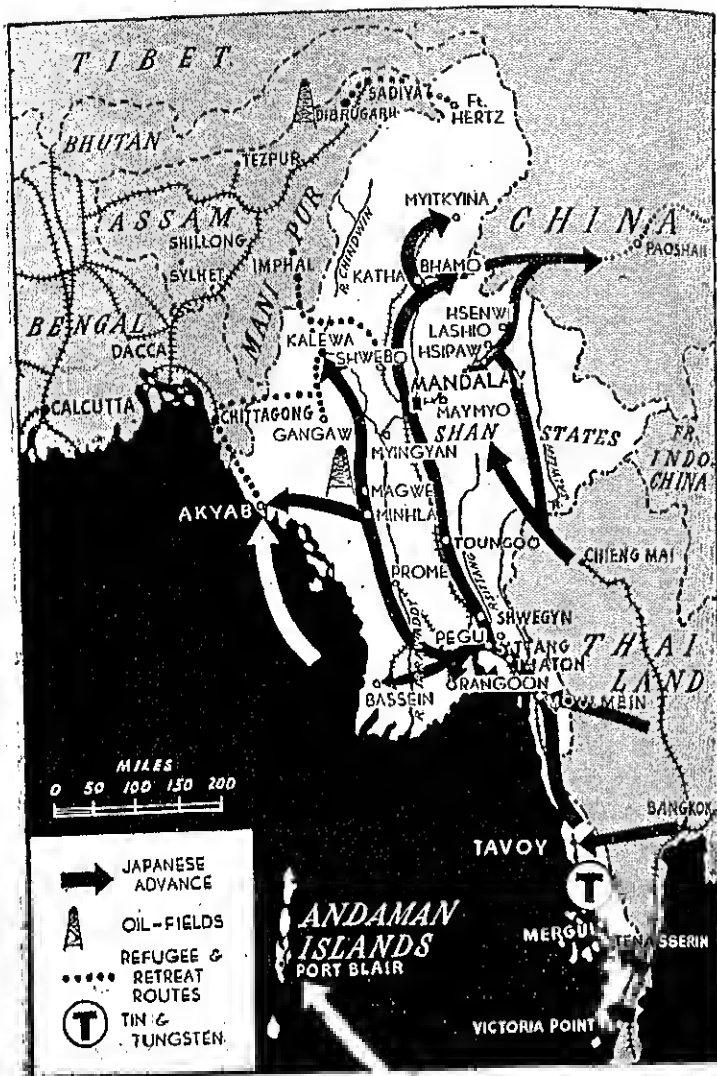 TIBET
SADIYA
Ft. HERTZ
DIBRUGARH
BHUTAN
TEZPUR
ASSAM
SHILLONG
SYLHET
MANIPUR
IMPHAL
R. CHINDWIN
MYITKYINA
CHINA
PAOSHAN
KATHA
BHAMO
BENGAL
DACCA
KALEWA
SHWEBO
HSENWI
LASHIO
HSIPAW
MANDALAY
CALCUTTA
CHITTAGONG
GANGAW
MAYMYO
SHAN STATES
MYINGYAN
FR. INDO CHINA
MAGWE
MINHLA
AKYAB
TOUNGOO
CHIENG MAI
PROME
SHWEGYN
PEGU
THAILAND
THATON
RANGOON
BASSEIN
MOULMEIN
MILES
0 50 100 150 200
BANGKOK
TAVOY
T
JAPANESE
ADVANCE
OIL-FIELDS
REFUGEE &
RETREAT
ROUTES
T
TIN &
TUNGSTEN
ANDAMAN
ISLANDS
PORT BLAIR
MERGUI
TENASSERIN
VICTORIA POINT